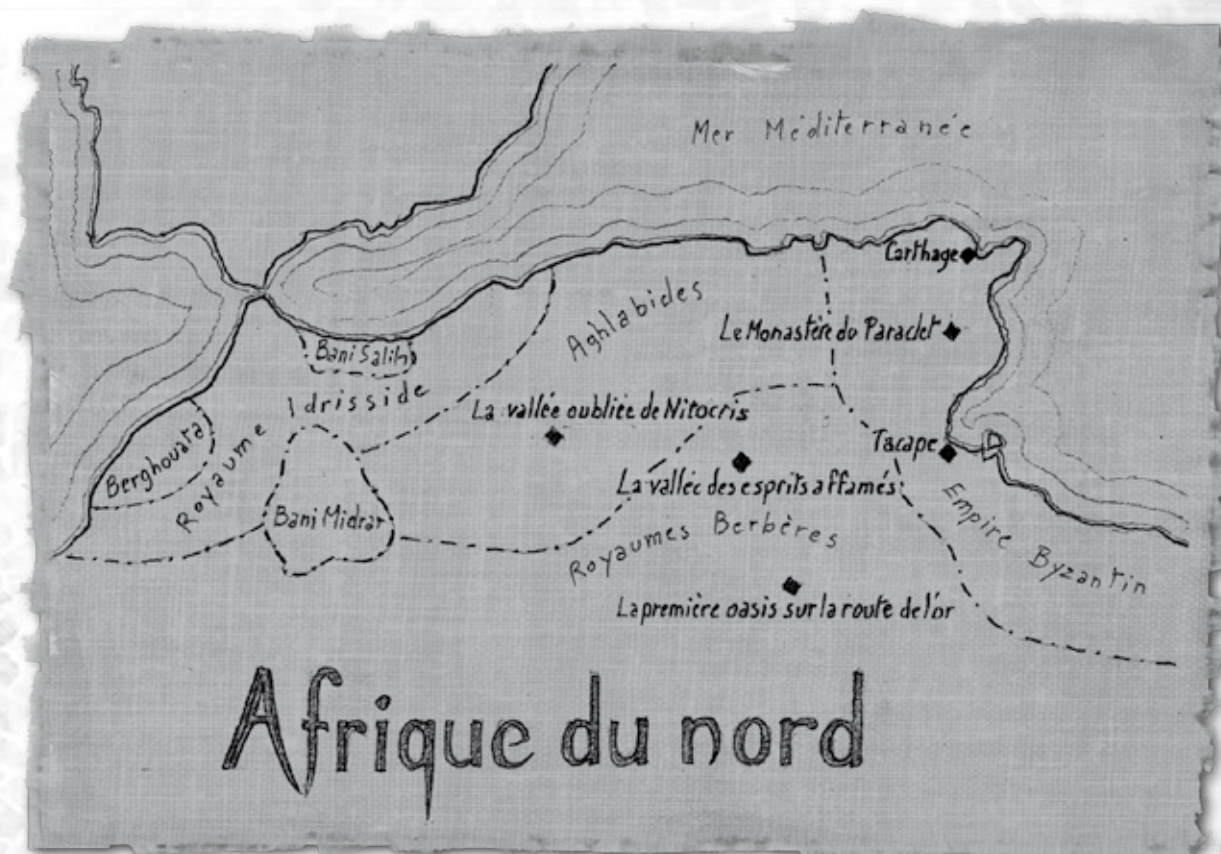 Mer Méditerranée
Carthage
Aghlabides
Le Monastère du Paraclet
Bani Salih
Idrisside
La vallée oubliée de Nitocris
Berghouata
Royaume
Tacape
La vallée des esprits affamés
Bani Midrar
Empire Byzantin
Royaumes Berbères
La première oasis sur la route de l'or
Afrique du nord